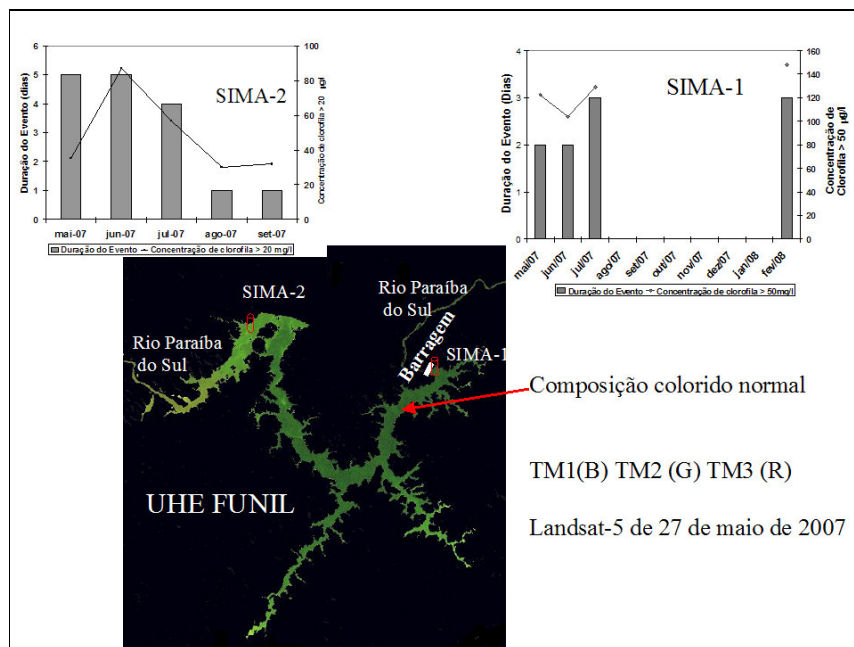 SIMA-2
Duração do Evento (dias)
6
5
4
3
2
1
0
100
80
60
40
20
0
Concentração de clorofila > 20 µg/l
mai-07 jun-07 jul-07 ago-07 set-07
Duração do Evento Concentração de clorofila > 20 mg/l
SIMA-1
Duração do Evento (Dias)
4
3
2
1
0
160
140
120
100
80
60
40
20
0
Concentração de
Clorofila > 50 µg/l
mai/07 jun/07 jul/07 ago/07 set/07 out/07 nov/07 dez/07 jan/08 fev/08
Duração do Evento Concentração de clorofila > 50mg/l
SIMA-2
Rio Paraíba
do Sul
Rio Paraíba
do Sul
Barragem
SIMA-1
UHE FUNIL
Composição colorido normal
TM1(B) TM2 (G) TM3 (R)
Landsat-5 de 27 de maio de 2007